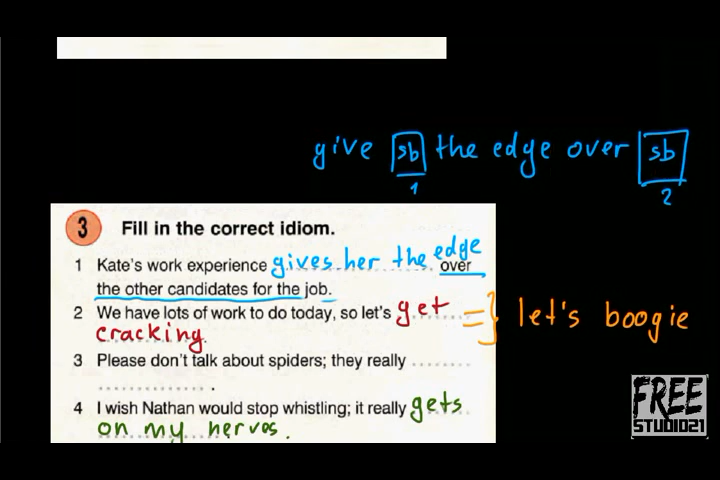 give sb the edge over sb
1 2
3 Fill in the correct idiom.
1 Kate's work experience gives her the edge over
the other candidates for the job.
2 We have lots of work to do today, so let's get =} let's boogie
cracking.
3 Please don't talk about spiders; they really ..........
.................. .
4 I wish Nathan would stop whistling; it really gets
on my nerves.
FREE
STUDIO21